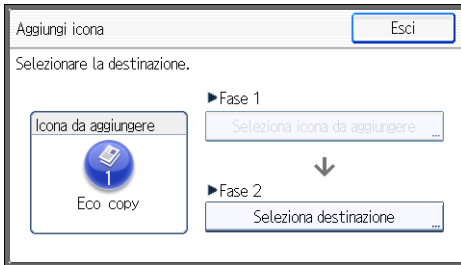 Aggiungi icona
Esci
Selezionare la destinazione.
Icona da aggiungere
1
Eco copy
▶Fase 1
Seleziona icona da aggiungere
...
▶Fase 2
Seleziona destinazione
...